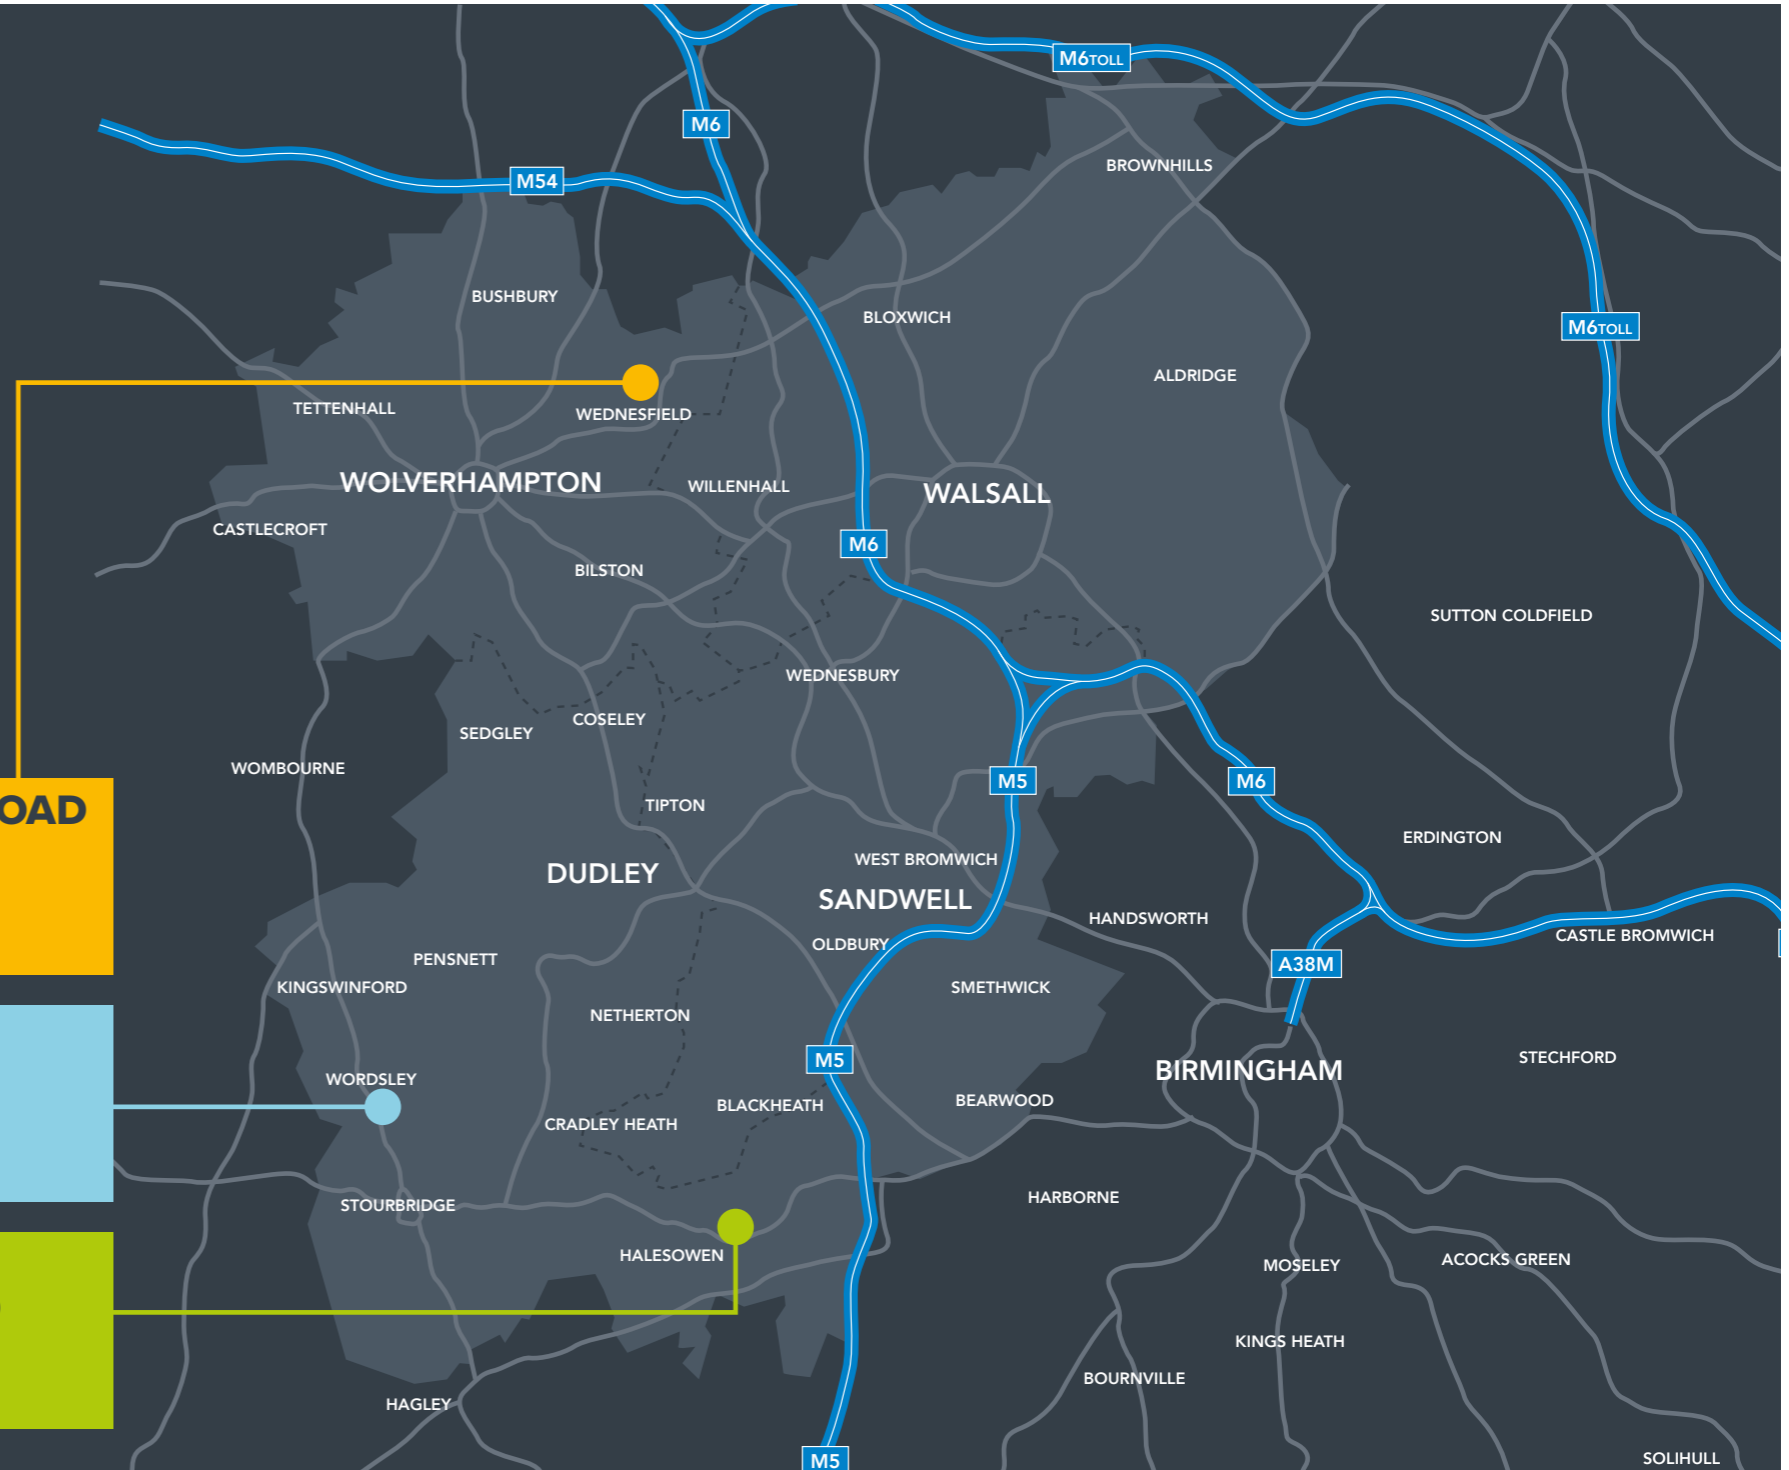 M6TOLL
M6
BROWNHILLS
M54
BUSHBURY
BLOXWICH
M6TOLL
ALDRIDGE
TETTENHALL
WEDNESFIELD
WOLVERHAMPTON
WILLENHALL
WALSALL
CASTLECROFT
M6
BILSTON
SUTTON COLDFIELD
WEDNESBURY
COSELEY
SEDGLEY
WOMBOURNE
M5
M6
OAD
TIPTON
ERDINGTON
WEST BROMWICH
DUDLEY
SANDWELL
HANDSWORTH
CASTLE BROMWICH
OLDBURY
PENSNETT
A38M
KINGSWINFORD
SMETHWICK
NETHERTON
M5
STECHFORD
BIRMINGHAM
WORDSLEY
BEARWOOD
BLACKHEATH
CRADLEY HEATH
HARBORNE
STOURBRIDGE
HALESOWEN
ACOCKS GREEN
MOSELEY
KINGS HEATH
BOURNVILLE
HAGLEY
M5
SOLIHULL